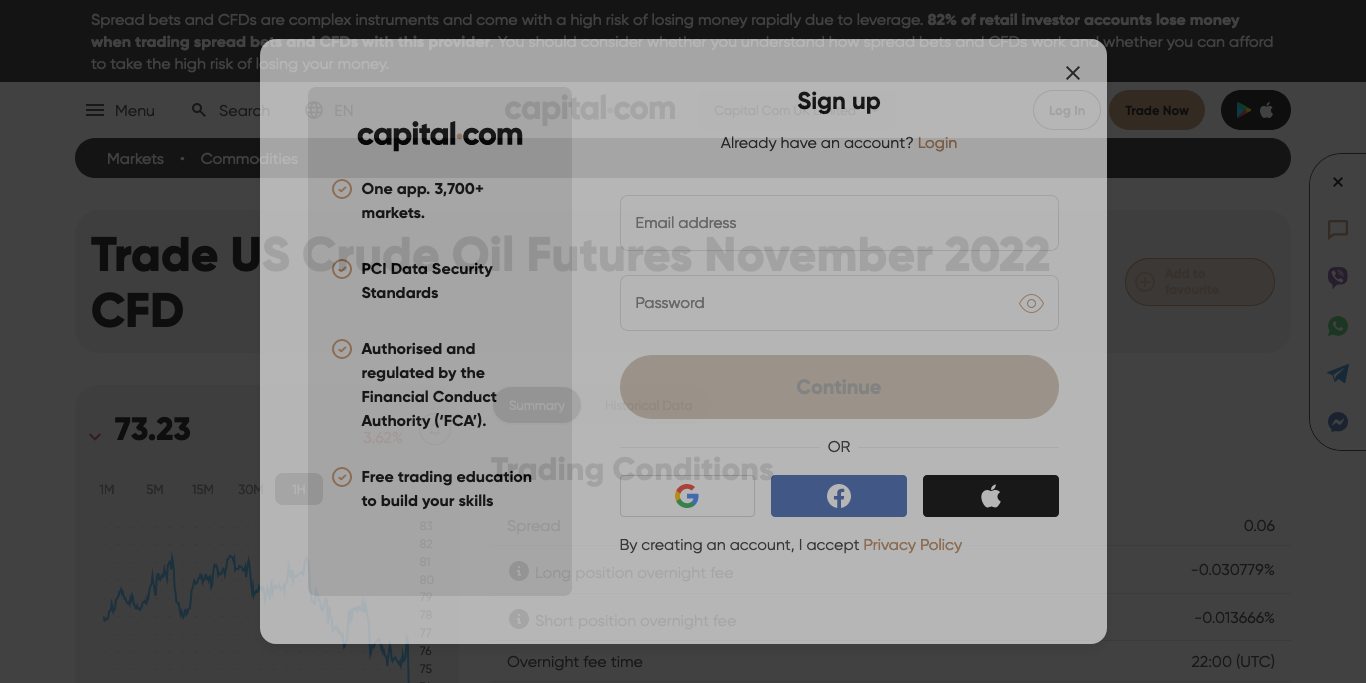 Spread bets and CFDs are complex instruments and come with a high risk of losing money rapidly due to leverage. 82% of retail investor accounts lose money
when trading spread bets and CFDs with this provider. You should consider whether you understand how spread bets and CFDs work and whether you can afford
to take the high risk of losing your money.
Menu
Search
EN
capital.com
Capital Com UK Limited
Log In
Trade Now
Markets • Commodities
Trade US Crude Oil Futures November 2022
CFD
Add to
favourite
73.23
3.62%
1M 5M 15M 30M 1H
83
82
81
80
79
78
77
76
75
Summary
Historical Data
Trading Conditions
Spread
0.06
Long position overnight fee
-0.030779%
Short position overnight fee
-0.013666%
Overnight fee time
22:00 (UTC)
capital.com
One app. 3,700+
markets.
PCI Data Security
Standards
Authorised and
regulated by the
Financial Conduct
Authority (‘FCA’).
Free trading education
to build your skills
Sign up
Already have an account? Login
Email address
Password
Continue
OR
By creating an account, I accept Privacy Policy